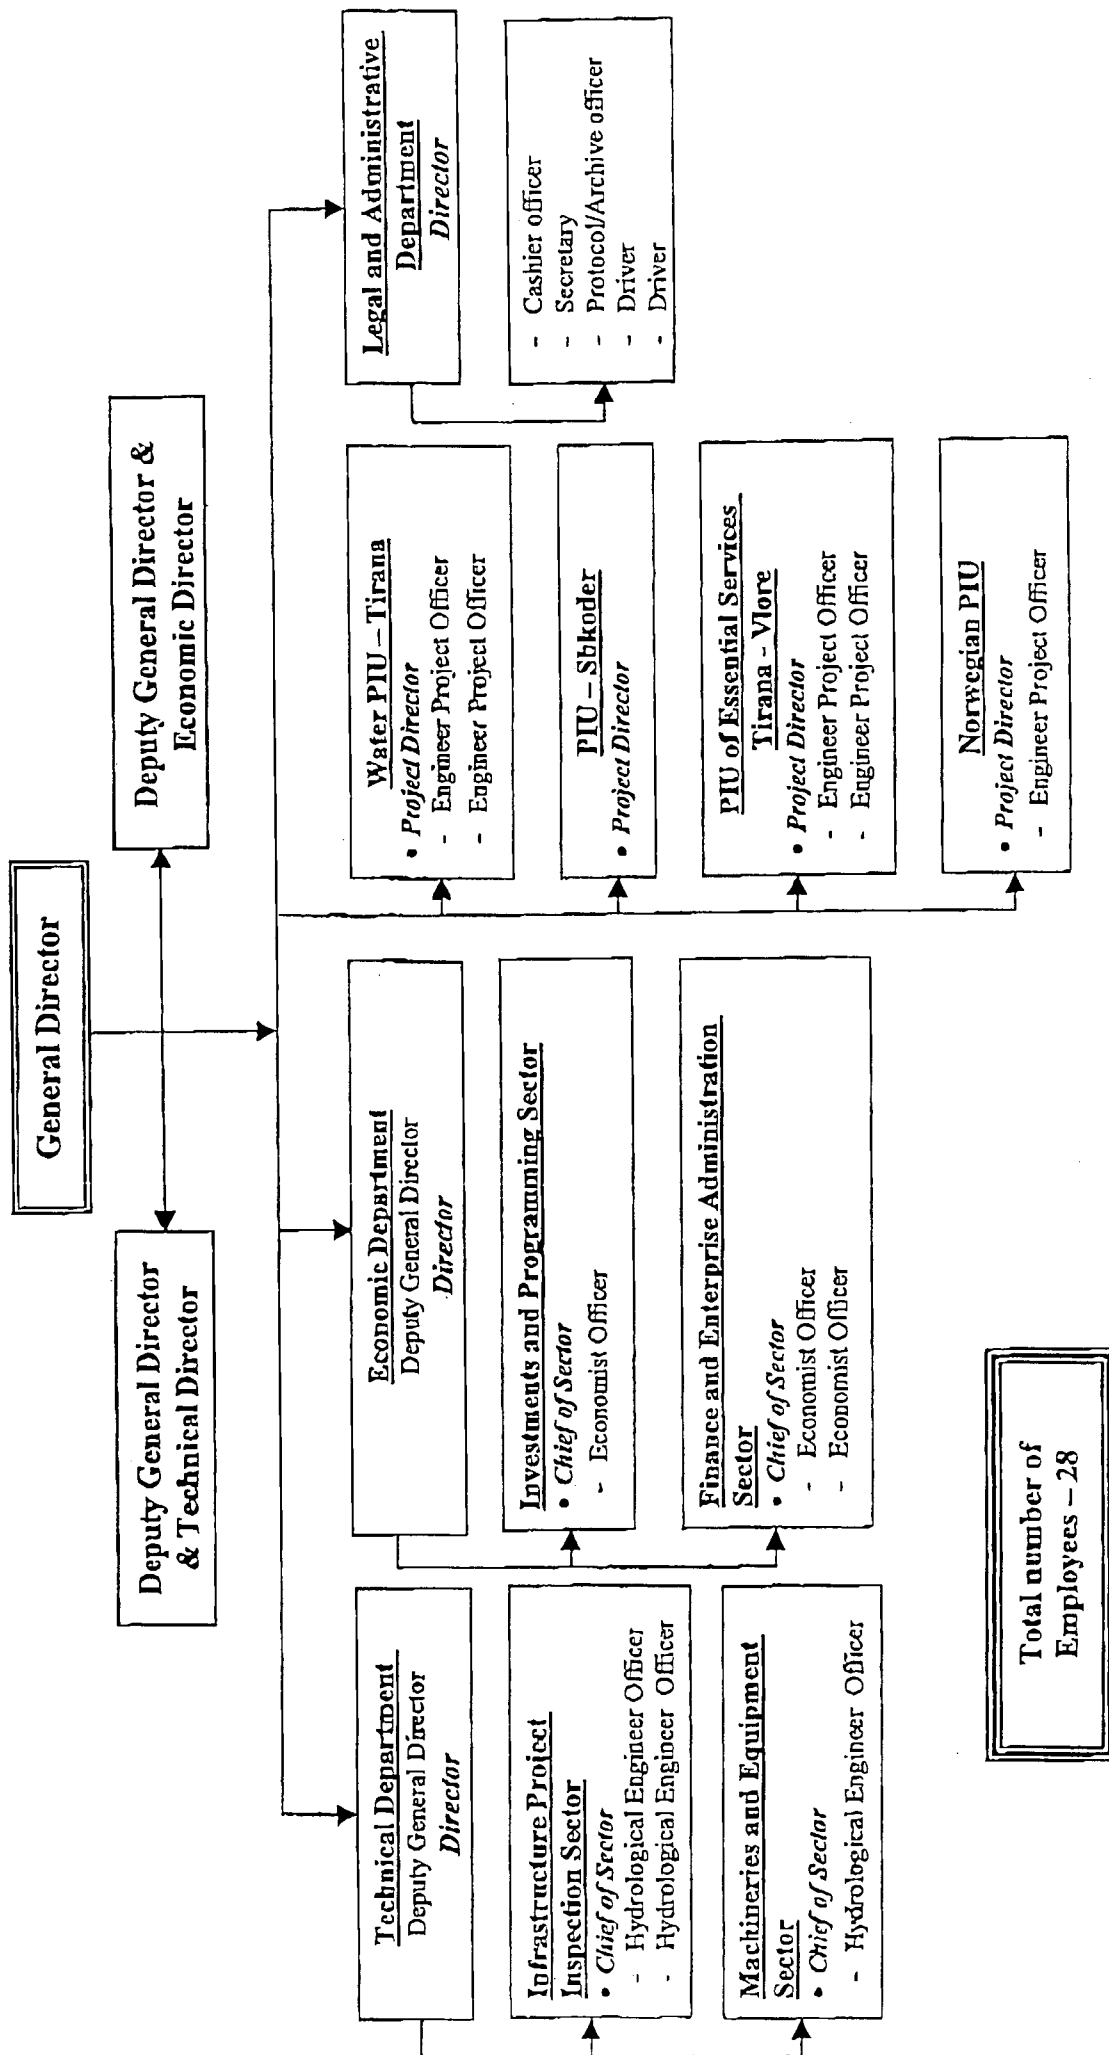 General Director
Deputy General Director
& Technical Director
Deputy General Director &
Economic Director
Technical Department
Deputy General Director
Director
Infrastructure Project
Inspection Sector
• Chief of Sector
- Hydrological Engineer Officer
- Hydrological Engineer Officer
Machineries and Equipment
Sector
• Chief of Sector
- Hydrological Engineer Officer
Economic Department
Deputy General Director
Director
Investments and Programming Sector
• Chief of Sector
- Economist Officer
Finance and Enterprise Administration
Sector
• Chief of Sector
- Economist Officer
- Economist Officer
Water PIU – Tirana
• Project Director
- Engineer Project Officer
- Engineer Project Officer
PIU – Shkoder
• Project Director
PIU of Essential Services
Tirana - Vlore
• Project Director
- Engineer Project Officer
- Engineer Project Officer
Norwegian PIU
• Project Director
- Engineer Project Officer
Legal and Administrative
Department
Director
- Cashier officer
- Secretary
- Protocol/Archive officer
- Driver
- Driver
Total number of
Employees – 28